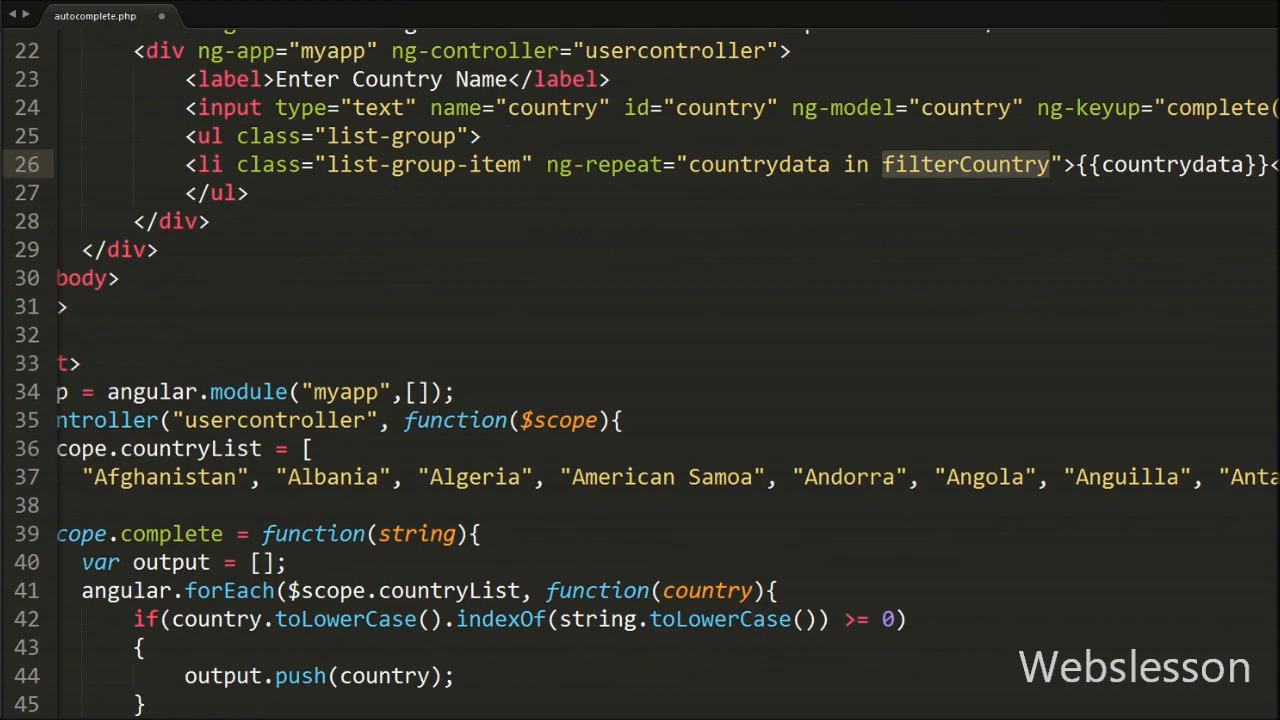 autocomplete.php
22 <div ng-app="myapp" ng-controller="usercontroller">
23 <label>Enter Country Name</label>
24 <input type="text" name="country" id="country" ng-model="country" ng-keyup="complete(
25 <ul class="list-group">
26 <li class="list-group-item" ng-repeat="countrydata in filterCountry">{{countrydata}}<
27 </ul>
28 </div>
29 </div>
30 body>
31 >
32
33 t>
34 p = angular.module("myapp",[]);
35 ntroller("usercontroller", function($scope){
36 cope.countryList = [
37 "Afghanistan", "Albania", "Algeria", "American Samoa", "Andorra", "Angola", "Anguilla", "Anta
38
39 cope.complete = function(string){
40 var output = [];
41 angular.forEach($scope.countryList, function(country){
42 if(country.toLowerCase().indexOf(string.toLowerCase()) >= 0)
43 {
44 output.push(country);
45 }
Webslesson